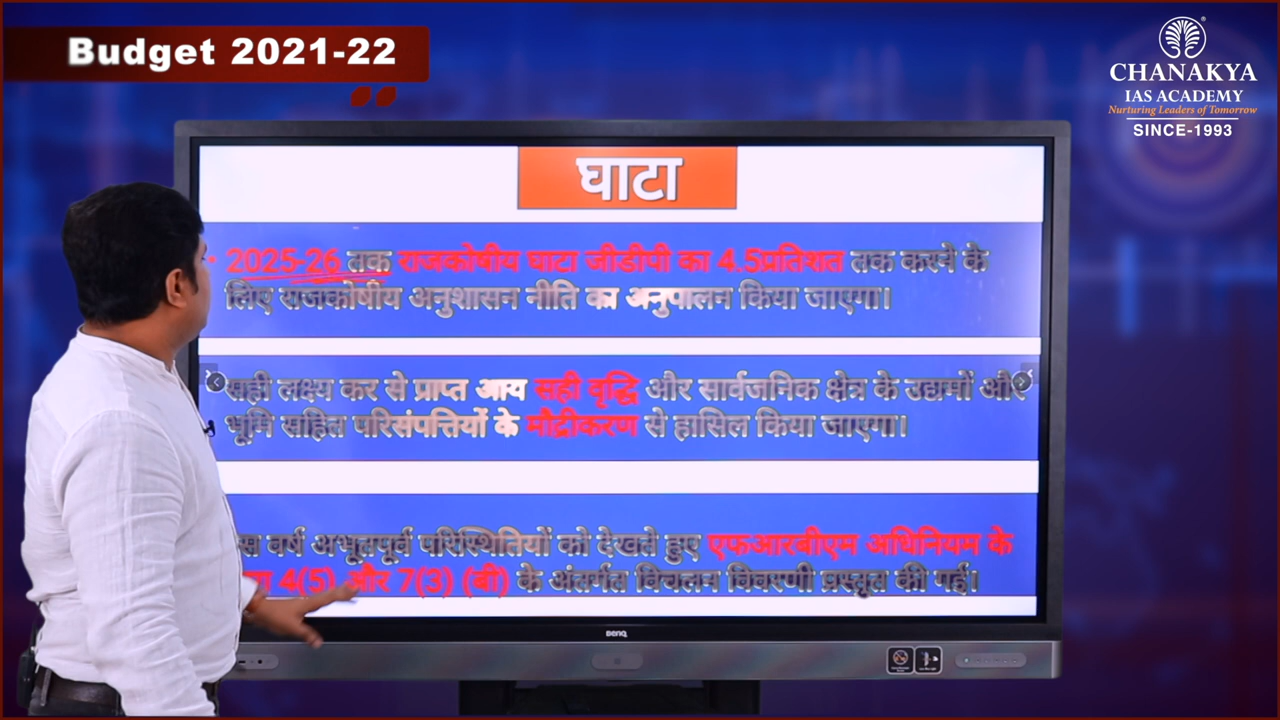 Budget 2021-22
CHANAKYA
IAS ACADEMY
Nurturing Leaders of Tomorrow
SINCE-1993
घाटा
2025-26 तक राजकोषीय घाटा जीडीपी का 4.5प्रतिशत तक करने के
लिए राजकोषीय अनुशासन नीति का अनुपालन किया जाएगा।
सही लक्ष्य कर से प्राप्त आय सही वृद्धि और सार्वजनिक क्षेत्र के उद्यमों और
भूमि सहित परिसंपत्तियों के मौद्रीकरण से हासिल किया जाएगा।
वर्ष अभूतपूर्व परिस्थितियों को देखते हुए एफआरबीएम अधिनियम के
4(5) और 7(3) (बी) के अंतर्गत विचलन विवरणी प्रस्तुत की गई।
BenQ